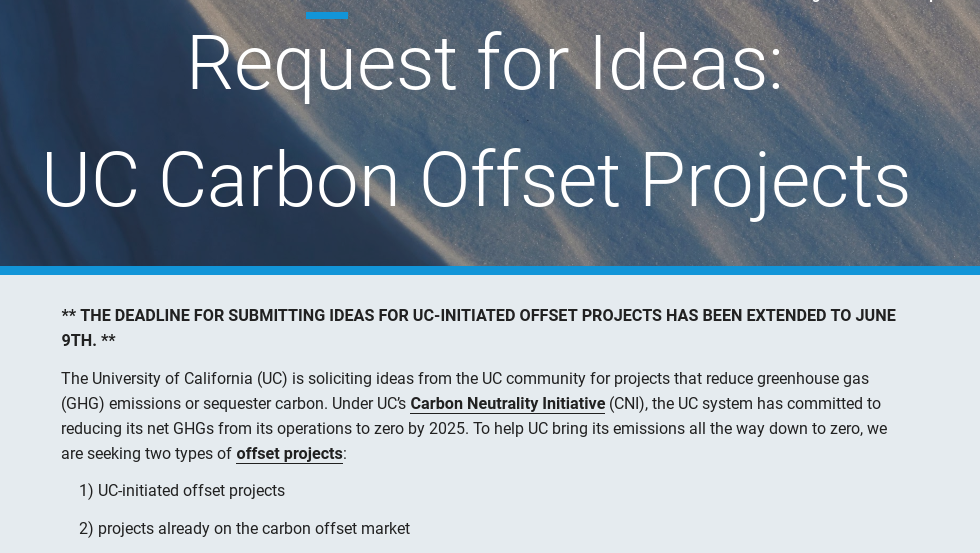 Request for Ideas:
UC Carbon Offset Projects
** THE DEADLINE FOR SUBMITTING IDEAS FOR UC-INITIATED OFFSET PROJECTS HAS BEEN EXTENDED TO JUNE
9TH. **
The University of California (UC) is soliciting ideas from the UC community for projects that reduce greenhouse gas
(GHG) emissions or sequester carbon. Under UC’s Carbon Neutrality Initiative (CNI), the UC system has committed to
reducing its net GHGs from its operations to zero by 2025. To help UC bring its emissions all the way down to zero, we
are seeking two types of offset projects:
1) UC-initiated offset projects
2) projects already on the carbon offset market